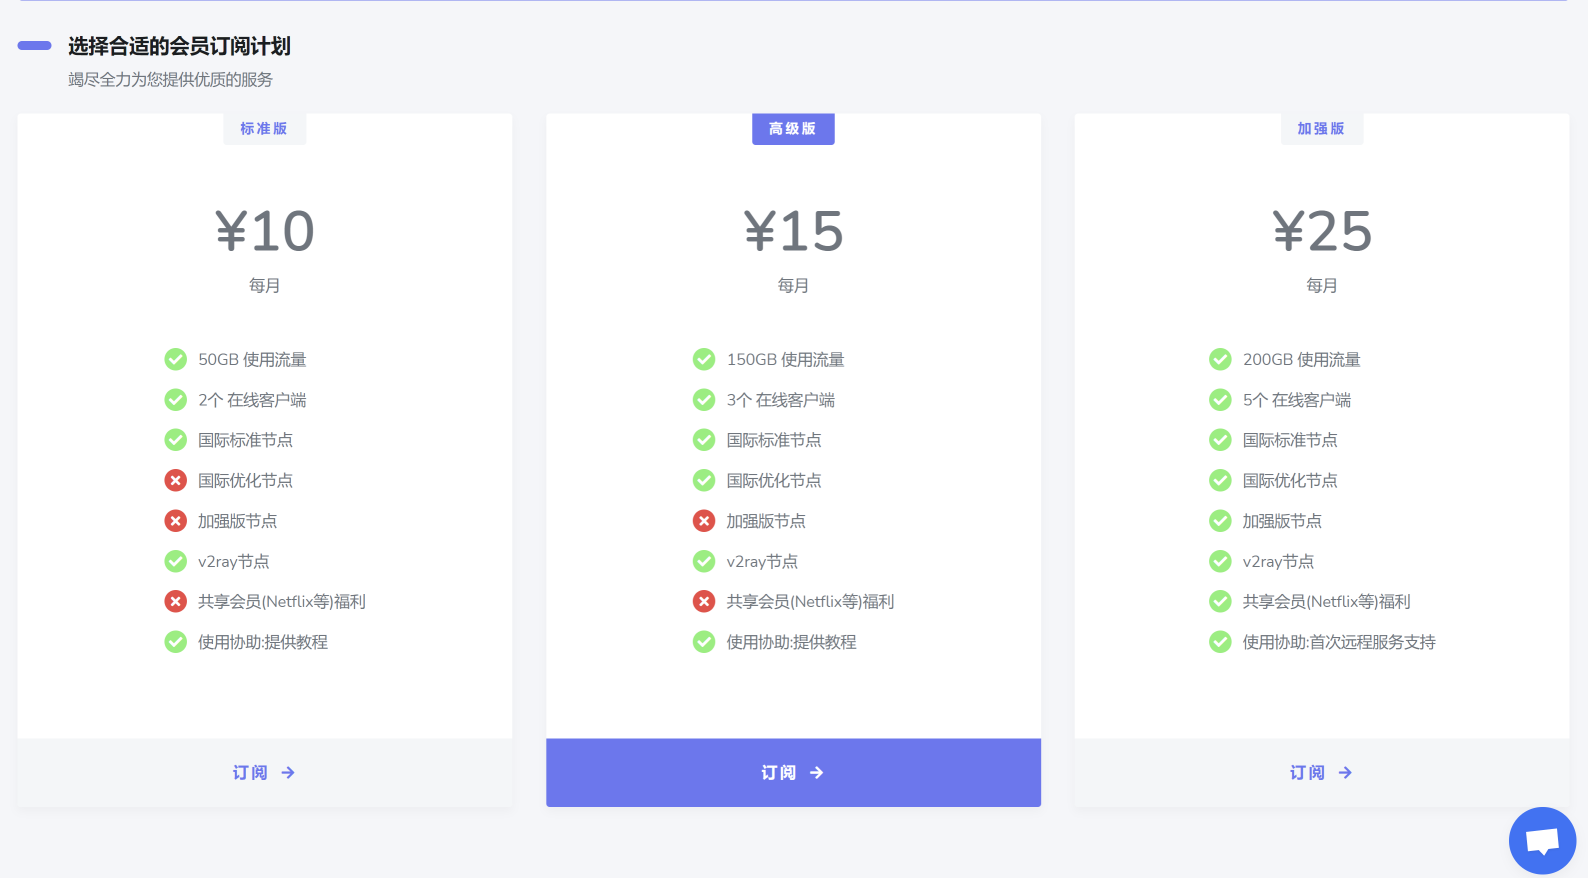 选择合适的会员订阅计划
竭尽全力为您提供优质的服务
标准版
¥10
每月
50GB 使用流量
2个 在线客户端
国际标准节点
国际优化节点
加强版节点
v2ray节点
共享会员(Netflix等)福利
使用协助:提供教程
订阅
高级版
¥15
每月
150GB 使用流量
3个 在线客户端
国际标准节点
国际优化节点
加强版节点
v2ray节点
共享会员(Netflix等)福利
使用协助:提供教程
订阅
加强版
¥25
每月
200GB 使用流量
5个 在线客户端
国际标准节点
国际优化节点
加强版节点
v2ray节点
共享会员(Netflix等)福利
使用协助:首次远程服务支持
订阅